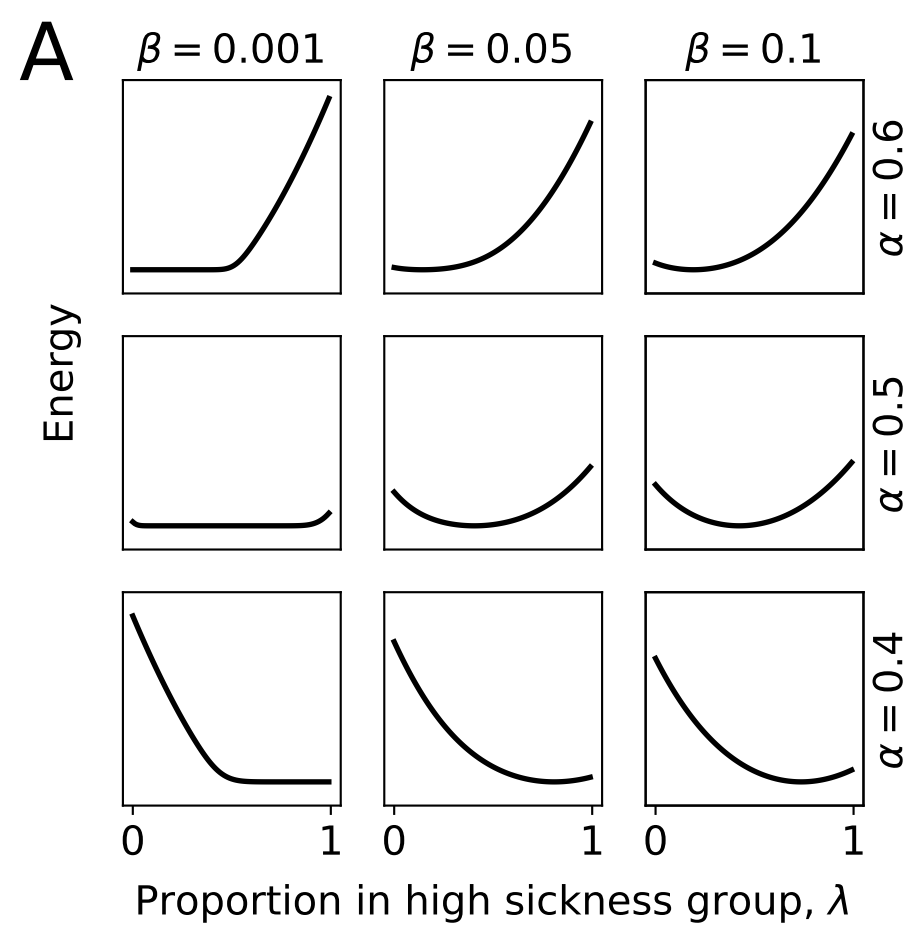 A
β = 0.001
β = 0.05
β = 0.1
α = 0.6
Energy
α = 0.5
α = 0.4
0 1 0 1 0 1
Proportion in high sickness group, λ